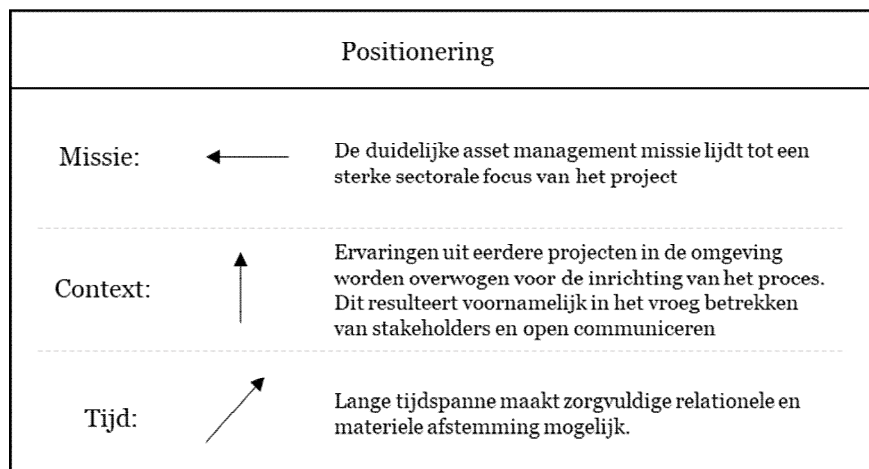 Positionering
Missie:
De duidelijke asset management missie lijdt tot een
sterke sectorale focus van het project
Context:
Ervaringen uit eerdere projecten in de omgeving
worden overwogen voor de inrichting van het proces.
Dit resulteert voornamelijk in het vroeg betrekken
van stakeholders en open communiceren
Tijd:
Lange tijdspanne maakt zorgvuldige relationele en
materiele afstemming mogelijk.